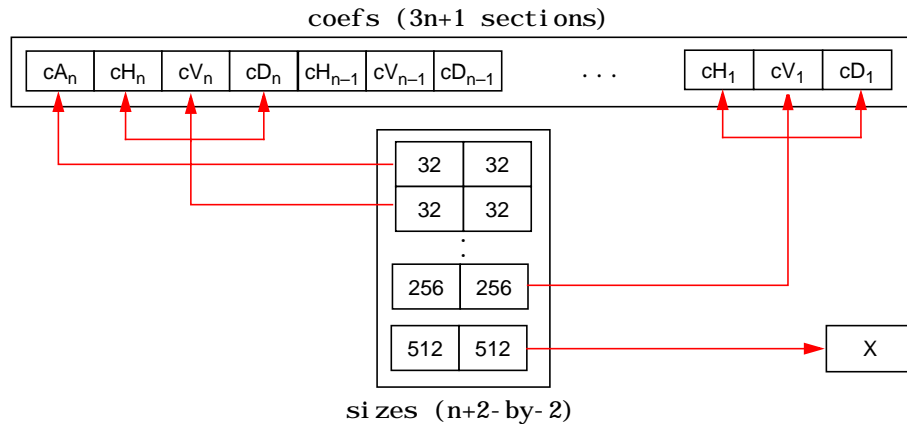 coefs (3n+1 sections)
cAn cHn cVn cDn cHn–1 cVn–1 cDn–1 . . . cH1 cV1 cD1
32 32
32 32
.
.
256 256
512 512 X
sizes (n+2-by-2)